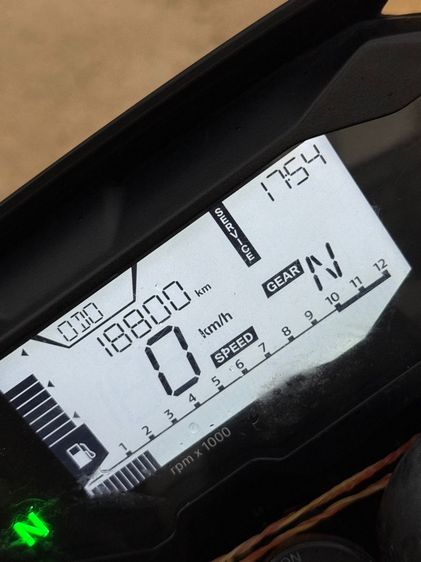 17:54
SERVICE
ODO
18800 km
GEAR N
0 km/h
SPEED
1 2 3 4 5 6 7 8 9 10 11 12
rpm x 1000
N
ON